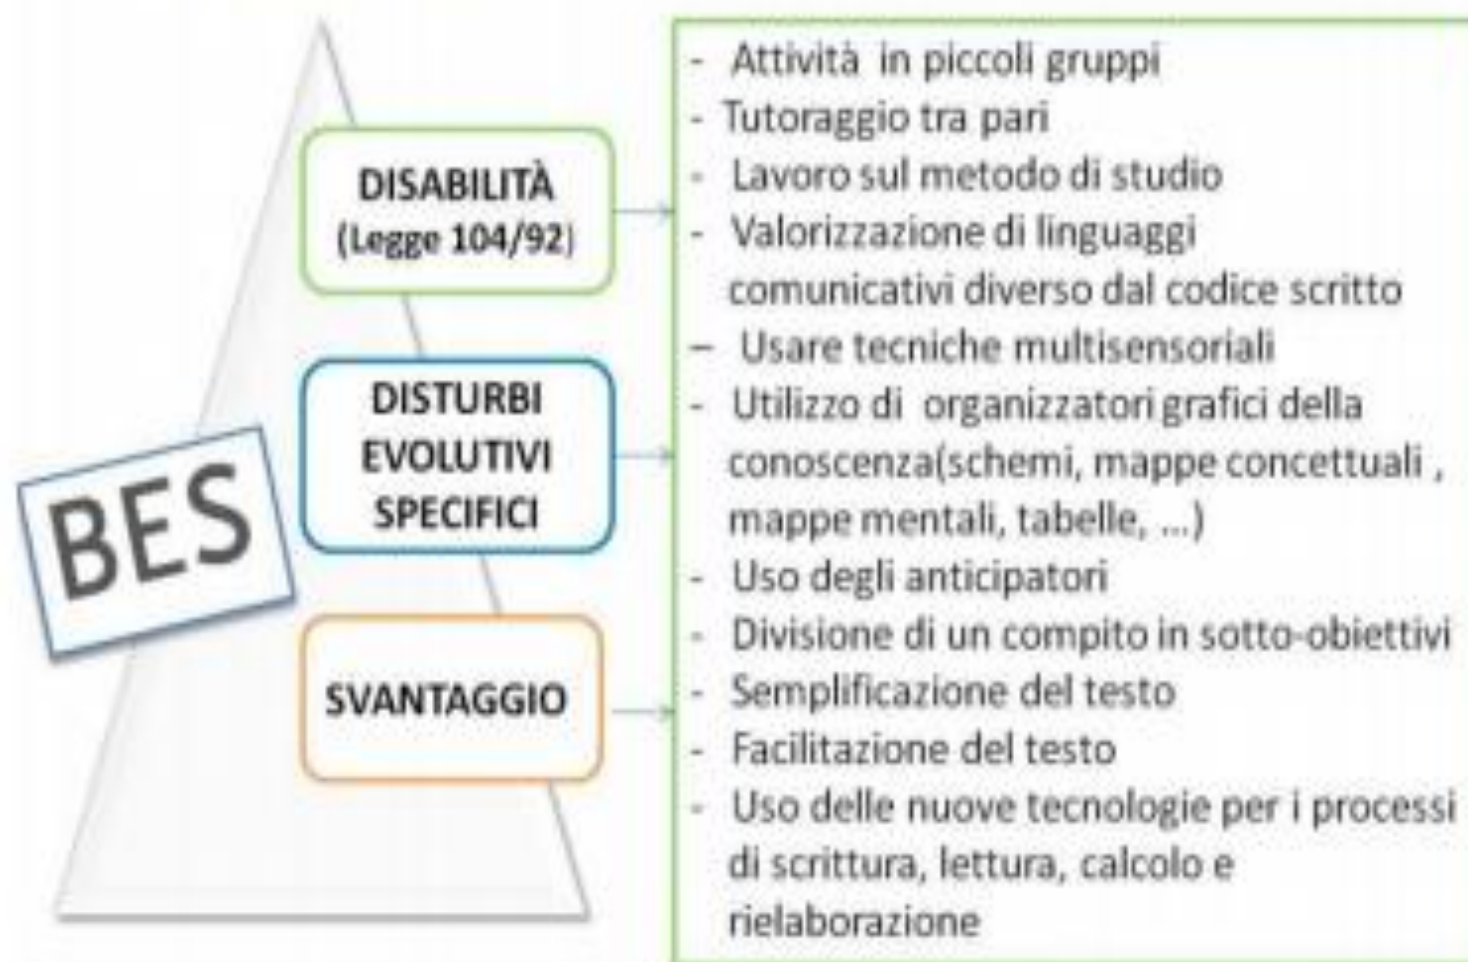 BES
DISABILITÀ
(Legge 104/92)
DISTURBI
EVOLUTIVI
SPECIFICI
SVANTAGGIO
- Attività in piccoli gruppi
- Tutoraggio tra pari
- Lavoro sul metodo di studio
- Valorizzazione di linguaggi
comunicativi diverso dal codice scritto
– Usare tecniche multisensoriali
- Utilizzo di organizzatori grafici della
conoscenza(schemi, mappe concettuali ,
mappe mentali, tabelle, ...)
- Uso degli anticipatori
- Divisione di un compito in sotto-obiettivi
- Semplificazione del testo
- Facilitazione del testo
- Uso delle nuove tecnologie per i processi
di scrittura, lettura, calcolo e
rielaborazione